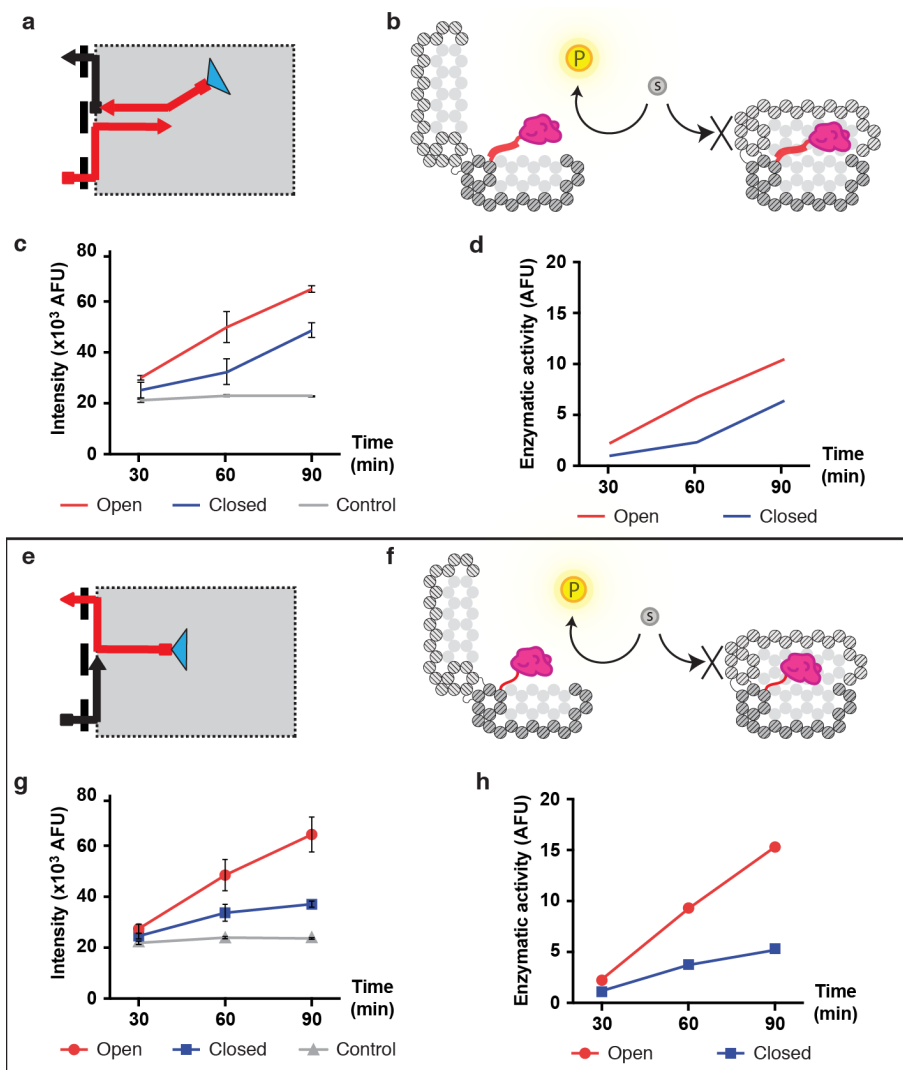 a
b
P
s
c
80
60
40
20
0
Intensity (x10³ AFU)
30
60
90
Time
(min)
Open
Closed
Control
d
20
15
10
5
0
Enzymatic activity (AFU)
30
60
90
Time
(min)
Open
Closed
e
f
P
s
g
80
60
40
20
0
Intensity (x10³ AFU)
30
60
90
Time
(min)
Open
Closed
Control
h
20
15
10
5
0
Enzymatic activity (AFU)
30
60
90
Time
(min)
Open
Closed